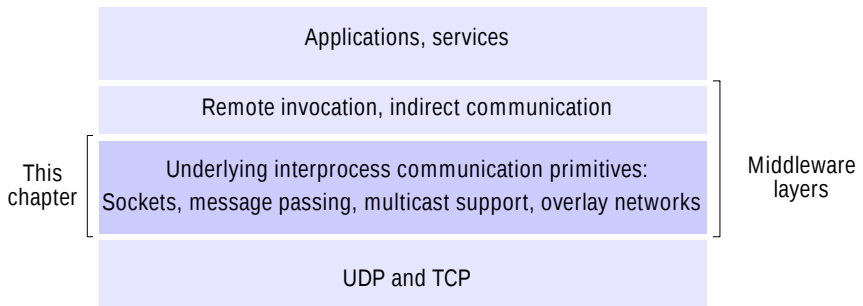 Applications, services
Remote invocation, indirect communication
This
chapter
Underlying interprocess communication primitives:
Sockets, message passing, multicast support, overlay networks
Middleware
layers
UDP and TCP